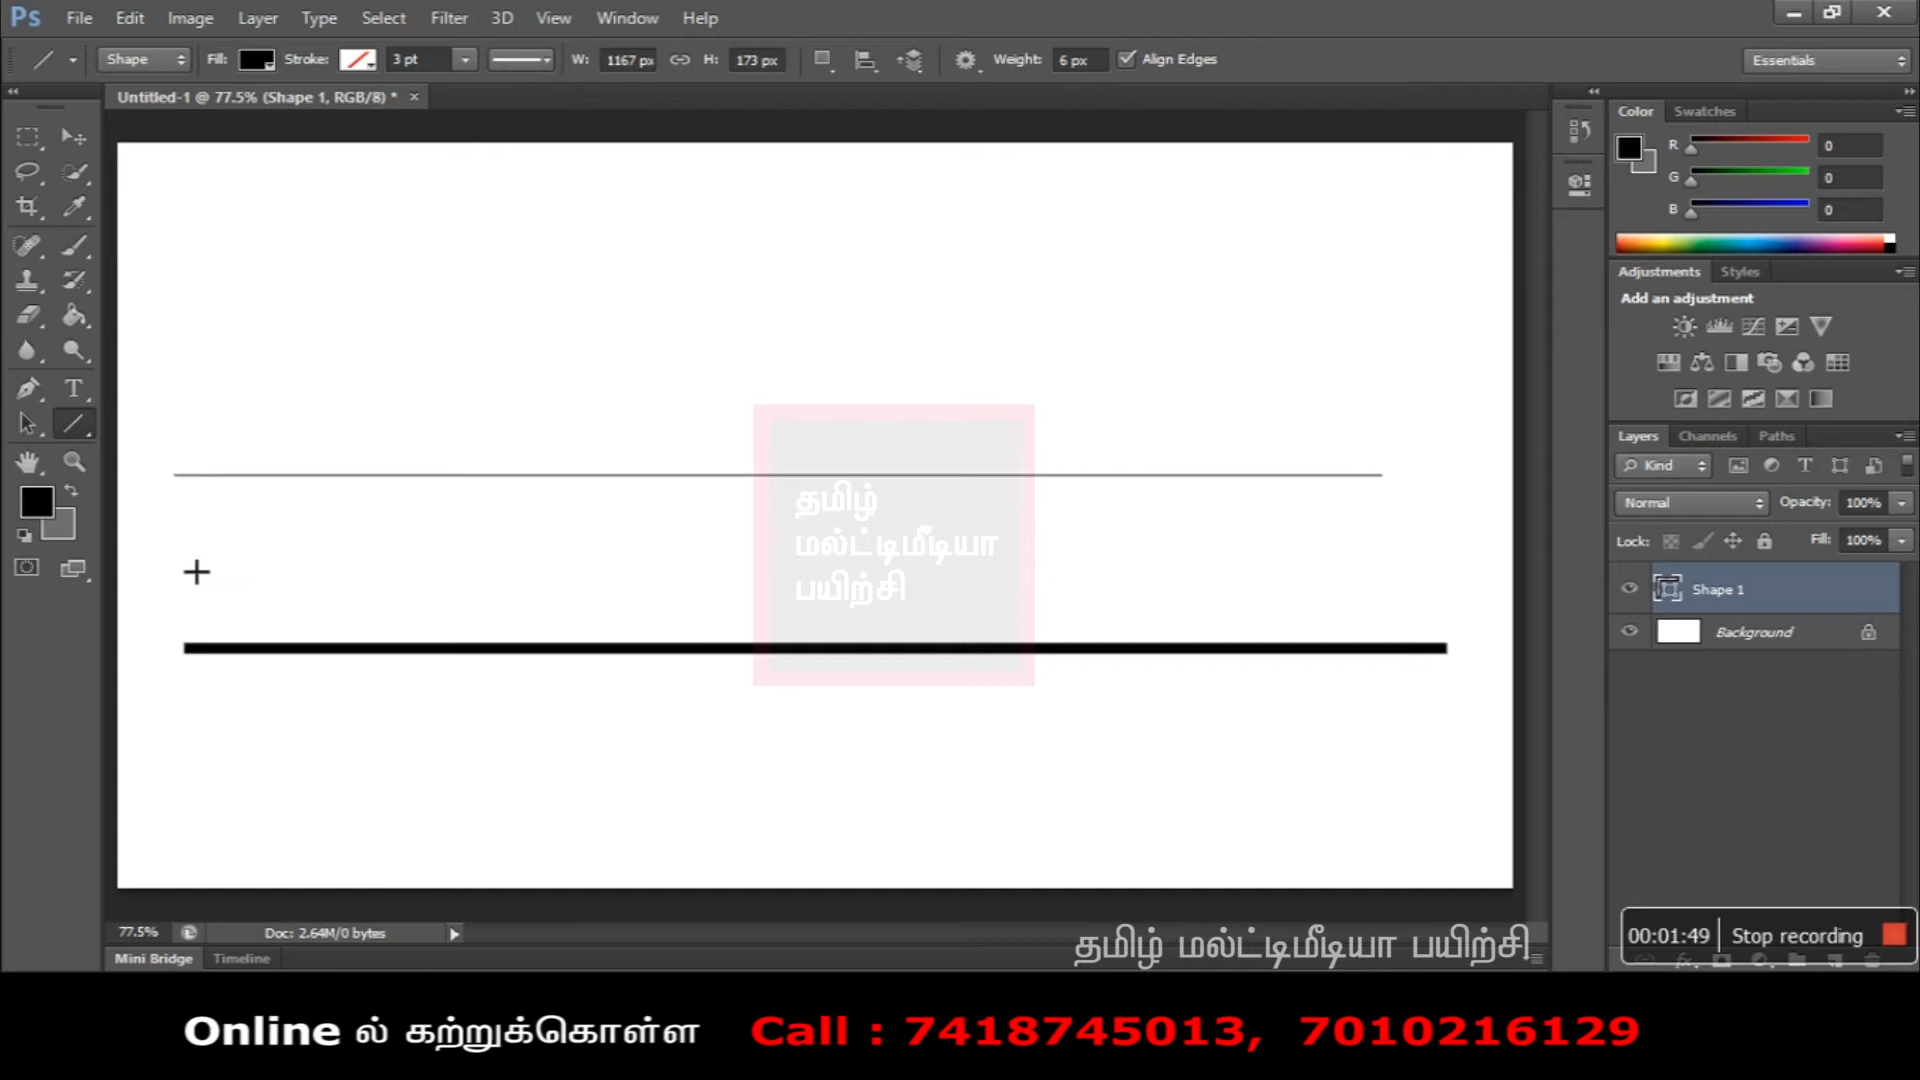 Ps File Edit Image Layer Type Select Filter 3D View Window Help
Shape Fill: Stroke: 3 pt W: 1167 px H: 173 px Weight: 6 px Align Edges Essentials
Untitled-1 @ 77.5% (Shape 1, RGB/8) * ×
Color Swatches
R 0
G 0
B 0
Adjustments Styles
Add an adjustment
Layers Channels Paths
Kind
Normal Opacity: 100%
Lock: Fill: 100%
Shape 1
Background
தமிழ்
மல்ட்டிமீடியா
பயிற்சி
77.5% Doc: 2.64M/0 bytes
Mini Bridge Timeline
தமிழ் மல்ட்டிமீடியா பயிற்சி
00:01:49 Stop recording
Online ல் கற்றுக்கொள்ள Call : 7418745013, 7010216129